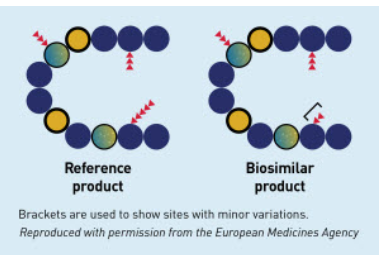 Reference
product
Biosimilar
product
Brackets are used to show sites with minor variations.
Reproduced with permission from the European Medicines Agency